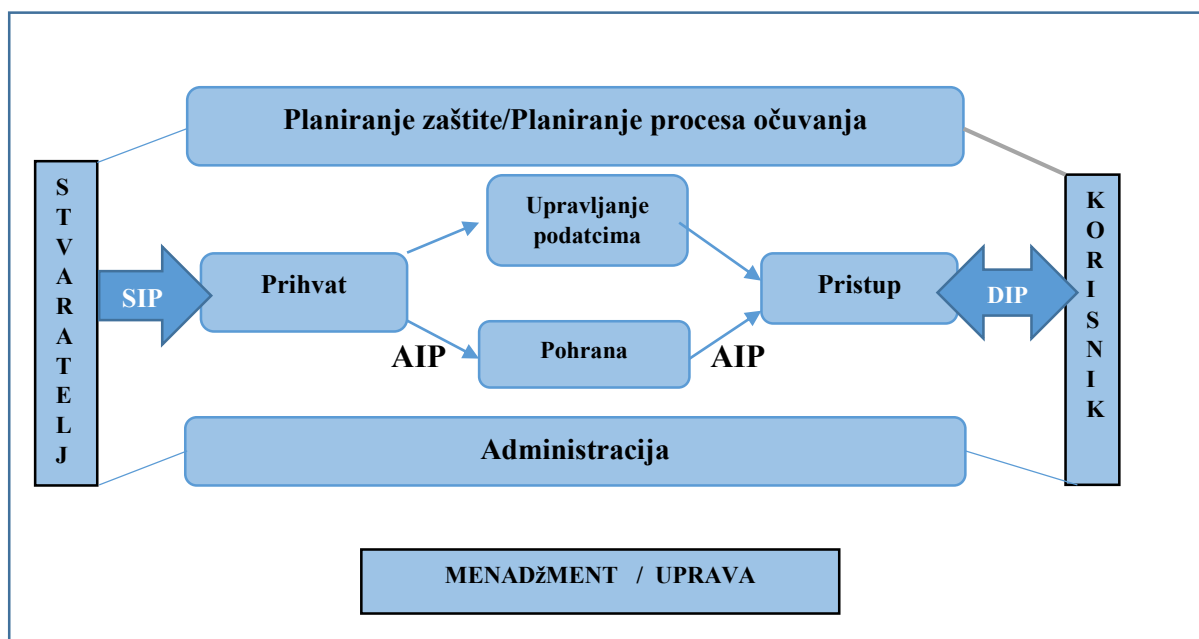 Planiranje zaštite/Planiranje procesa očuvanja
S
T
V
A
R
A
T
E
L
J
SIP
Prihvat
Upravljanje
podatcima
AIP
Pohrana
AIP
Pristup
DIP
K
O
R
I
S
N
I
K
Administracija
MENADžMENT / UPRAVA